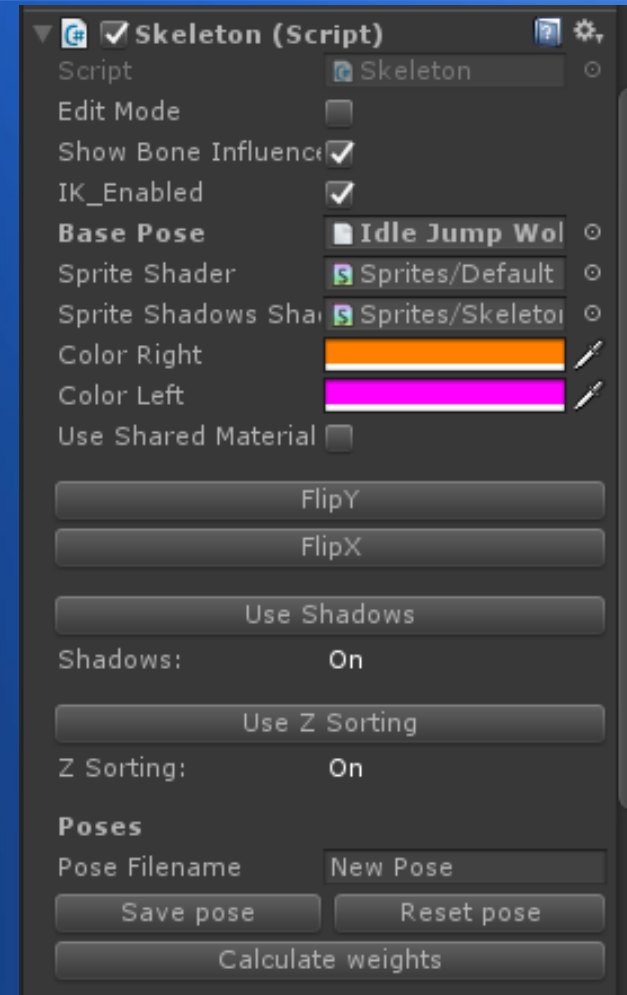 Skeleton (Script)
Script Skeleton
Edit Mode
Show Bone Influence
IK_Enabled
Base Pose Idle Jump Wol
Sprite Shader Sprites/Default
Sprite Shadows Sha Sprites/Skeleto
Color Right
Color Left
Use Shared Material
FlipY
FlipX
Use Shadows
Shadows: On
Use Z Sorting
Z Sorting: On
Poses
Pose Filename New Pose
Save pose Reset pose
Calculate weights